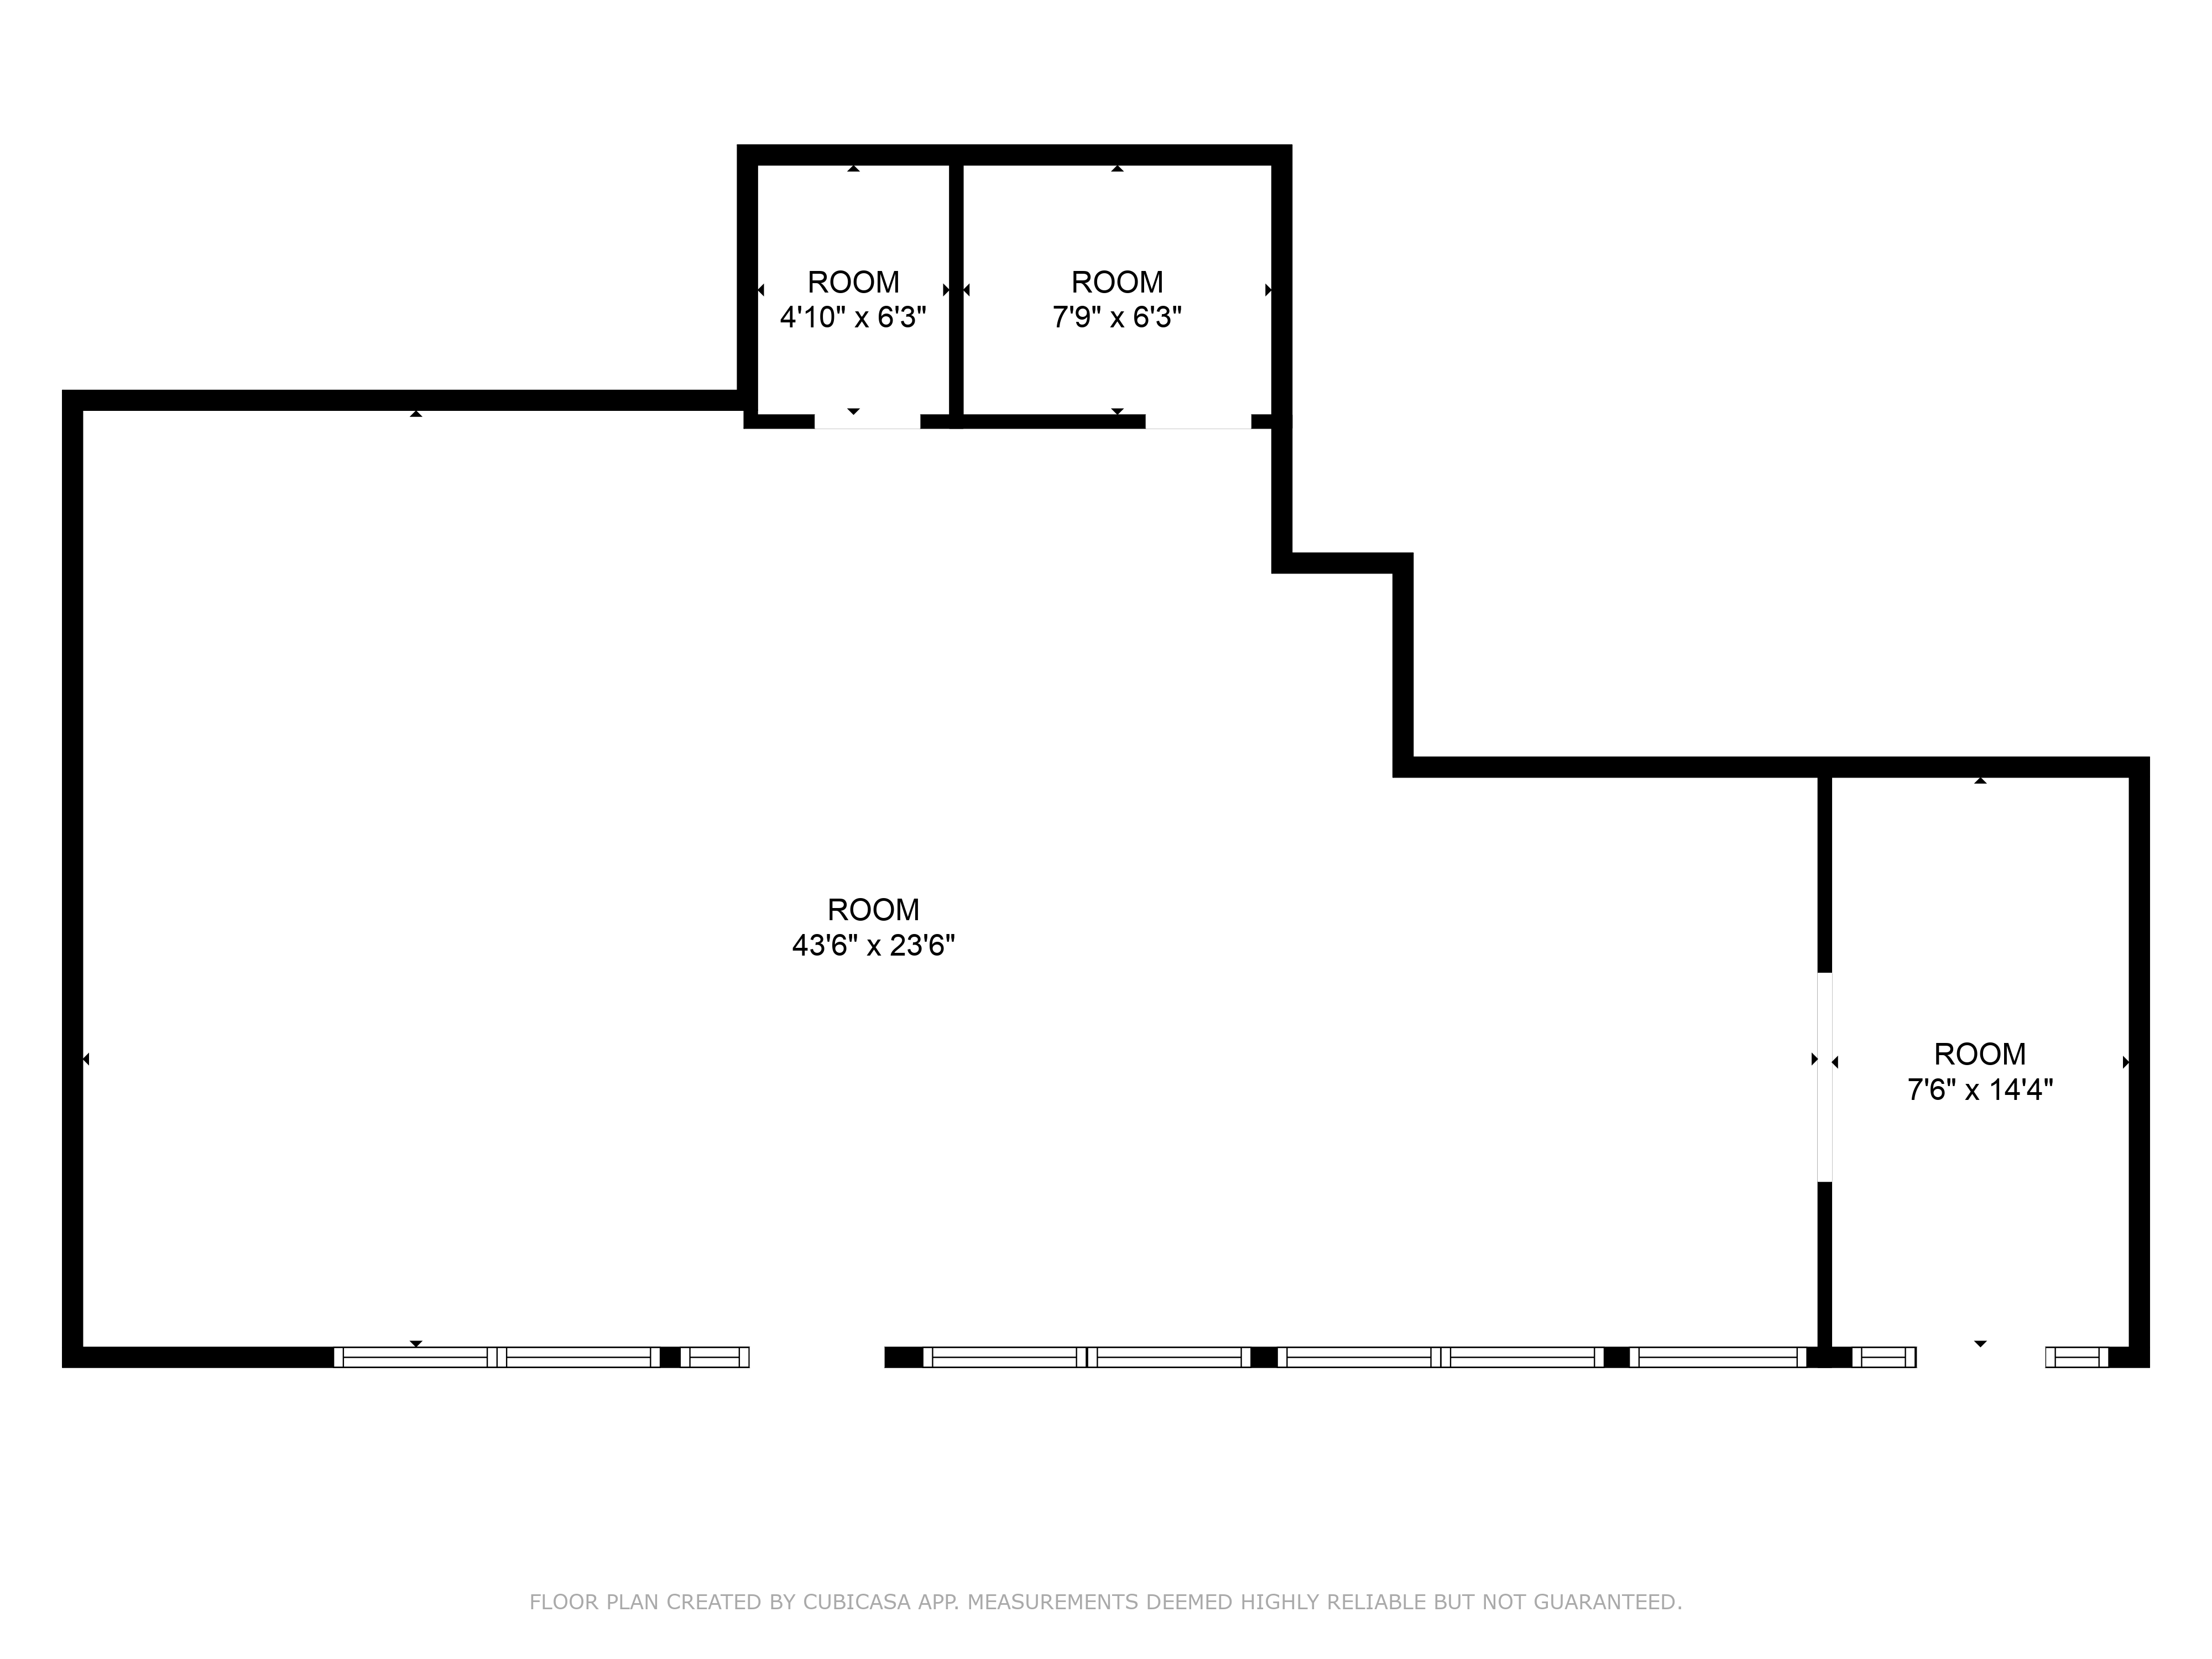 ROOM
4'10" x 6'3"
ROOM
7'9" x 6'3"
ROOM
43'6" x 23'6"
ROOM
7'6" x 14'4"
FLOOR PLAN CREATED BY CUBICASA APP. MEASUREMENTS DEEMED HIGHLY RELIABLE BUT NOT GUARANTEED.